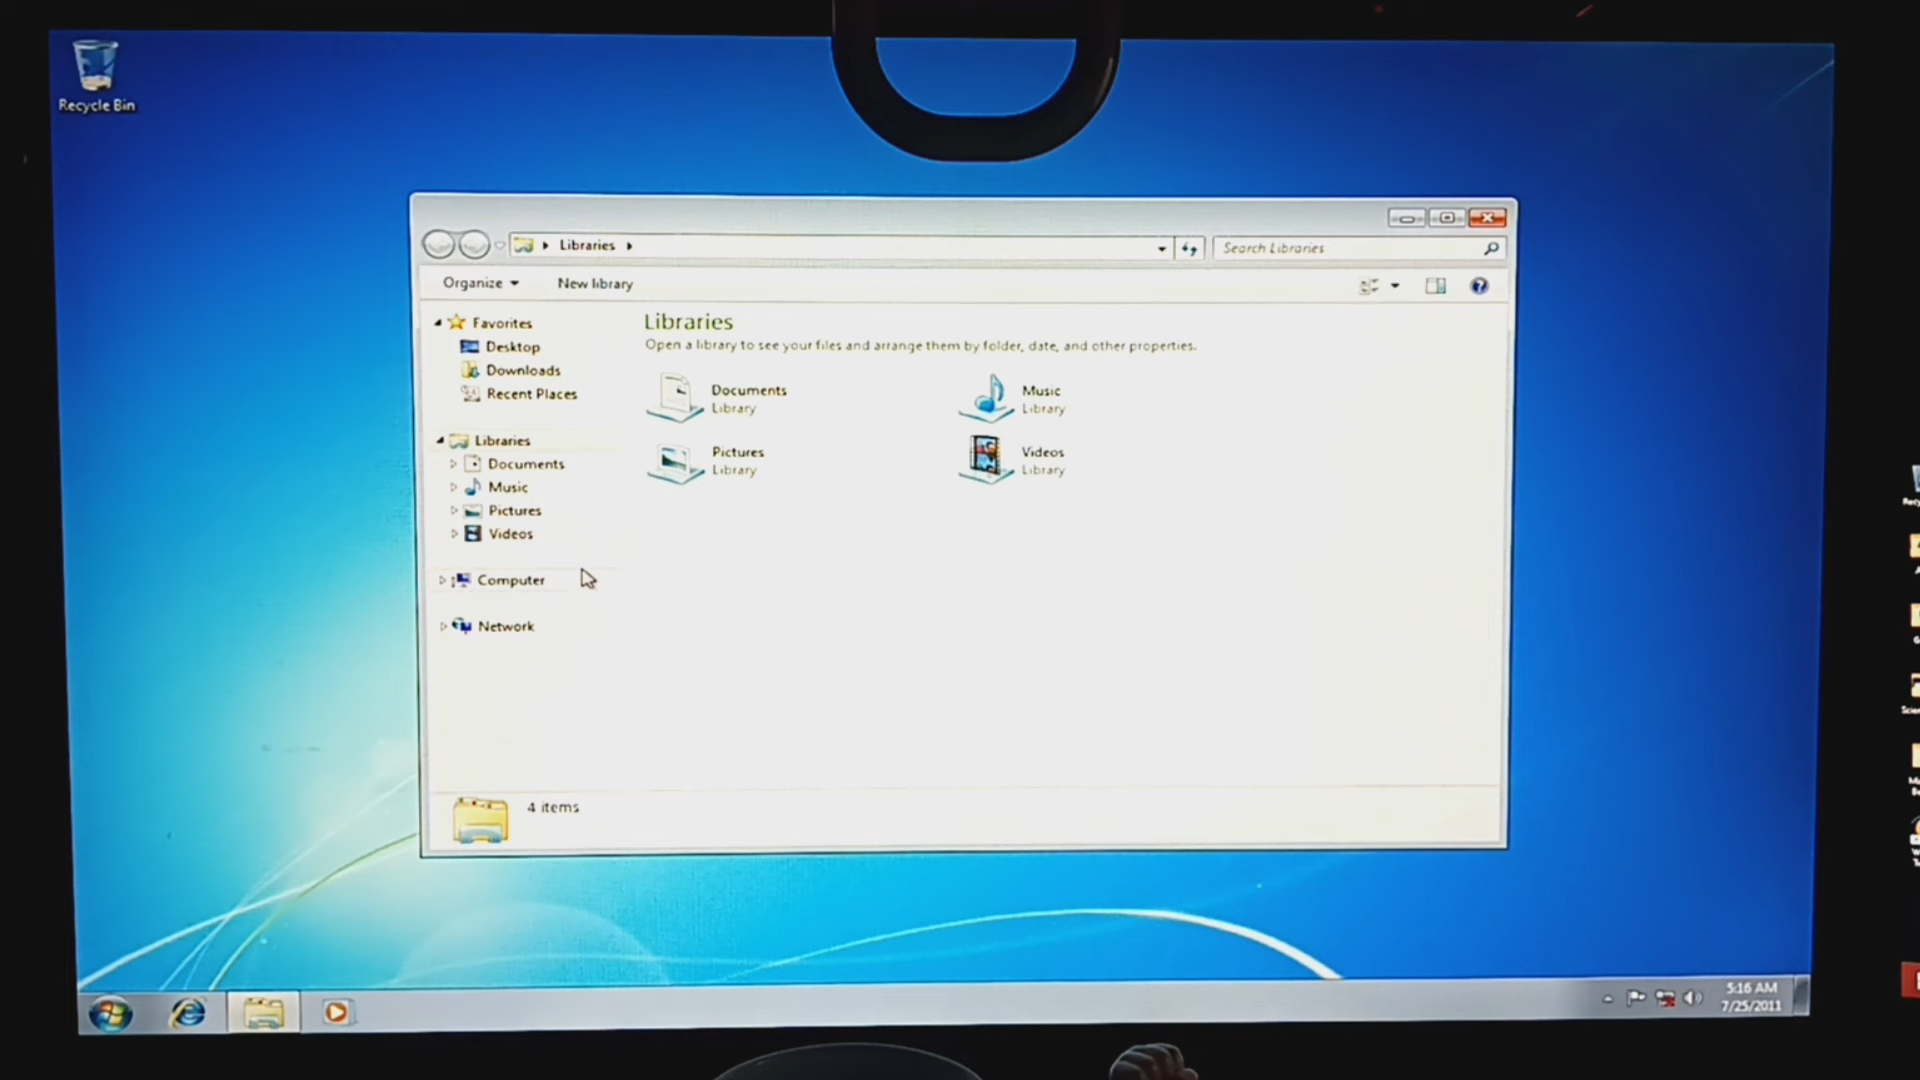 Recycle Bin
Libraries
Search Libraries
Organize
New library
Favorites
Desktop
Downloads
Recent Places
Libraries
Documents
Music
Pictures
Videos
Computer
Network
Libraries
Open a library to see your files and arrange them by folder, date, and other properties.
Documents
Library
Music
Library
Pictures
Library
Videos
Library
4 items
5:16 AM
7/25/2011